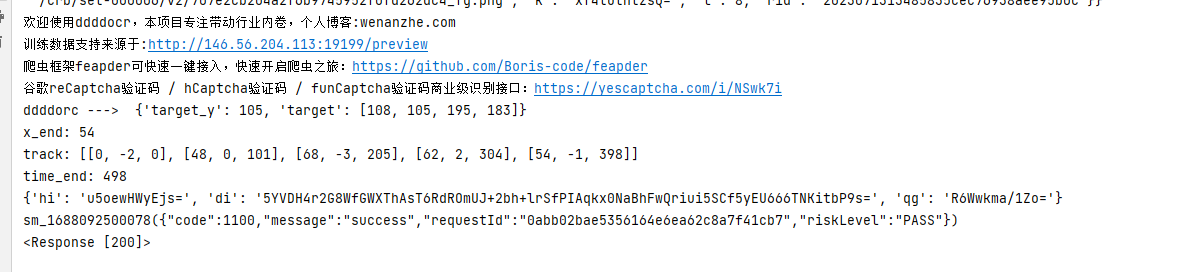 欢迎使用ddddocr，本项目专注带动行业内卷，个人博客:wenanzhe.com
训练数据支持来源于:http://146.56.204.113:19199/preview
爬虫框架feapder可快速一键接入，快速开启爬虫之旅：https://github.com/Boris-code/feapder
谷歌reCaptcha验证码 / hCaptcha验证码 / funCaptcha验证码商业级识别接口：https://yescaptcha.com/i/NSwk7i
ddddorc --->  {'target_y': 105, 'target': [108, 105, 195, 183]}
x_end: 54
track: [[0, -2, 0], [48, 0, 101], [68, -3, 205], [62, 2, 304], [54, -1, 398]]
time_end: 498
{'hi': 'u5oewHWyEjs=', 'di': '5YVDH4r2G8WfGWXThAsT6RdROmUJ+2bh+lrSfPIAqkx0NaBhFwQriui5SCf5yEU666TNKitbP9s=', 'qg': 'R6Wwkma/1Zo='}
sm_1688092500078({"code":1100,"message":"success","requestId":"0abb02bae5356164e6ea62c8a7f41cb7","riskLevel":"PASS"})
<Response [200]>